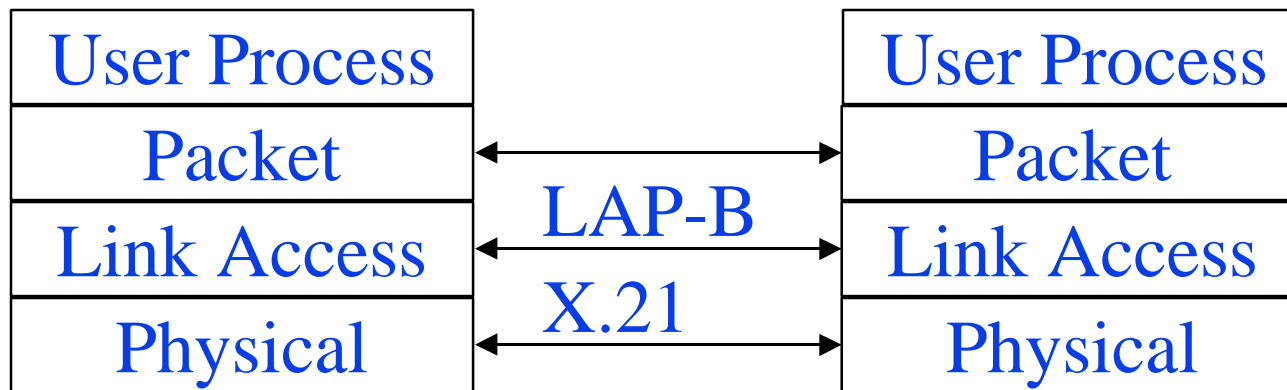 User Process
User Process
Packet
Packet
LAP-B
Link Access
Link Access
X.21
Physical
Physical